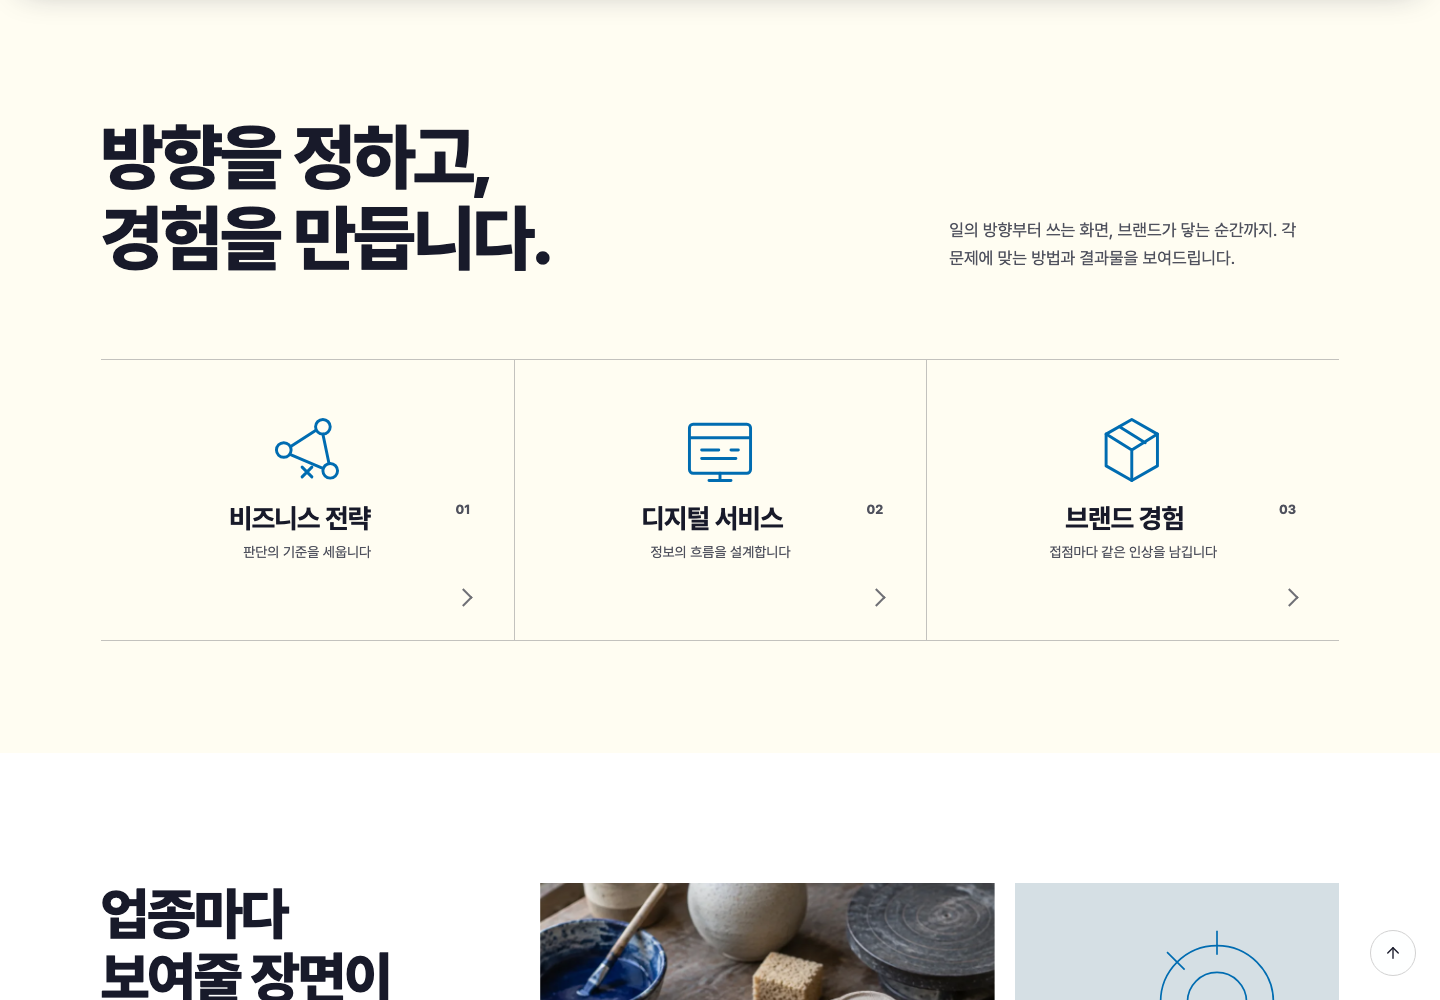 방향을 정하고,
경험을 만듭니다.
일의 방향부터 쓰는 화면, 브랜드가 닿는 순간까지. 각
문제에 맞는 방법과 결과물을 보여드립니다.
비즈니스 전략
01
판단의 기준을 세웁니다
디지털 서비스
02
정보의 흐름을 설계합니다
브랜드 경험
03
접점마다 같은 인상을 남깁니다
업종마다
보여줄 장면이